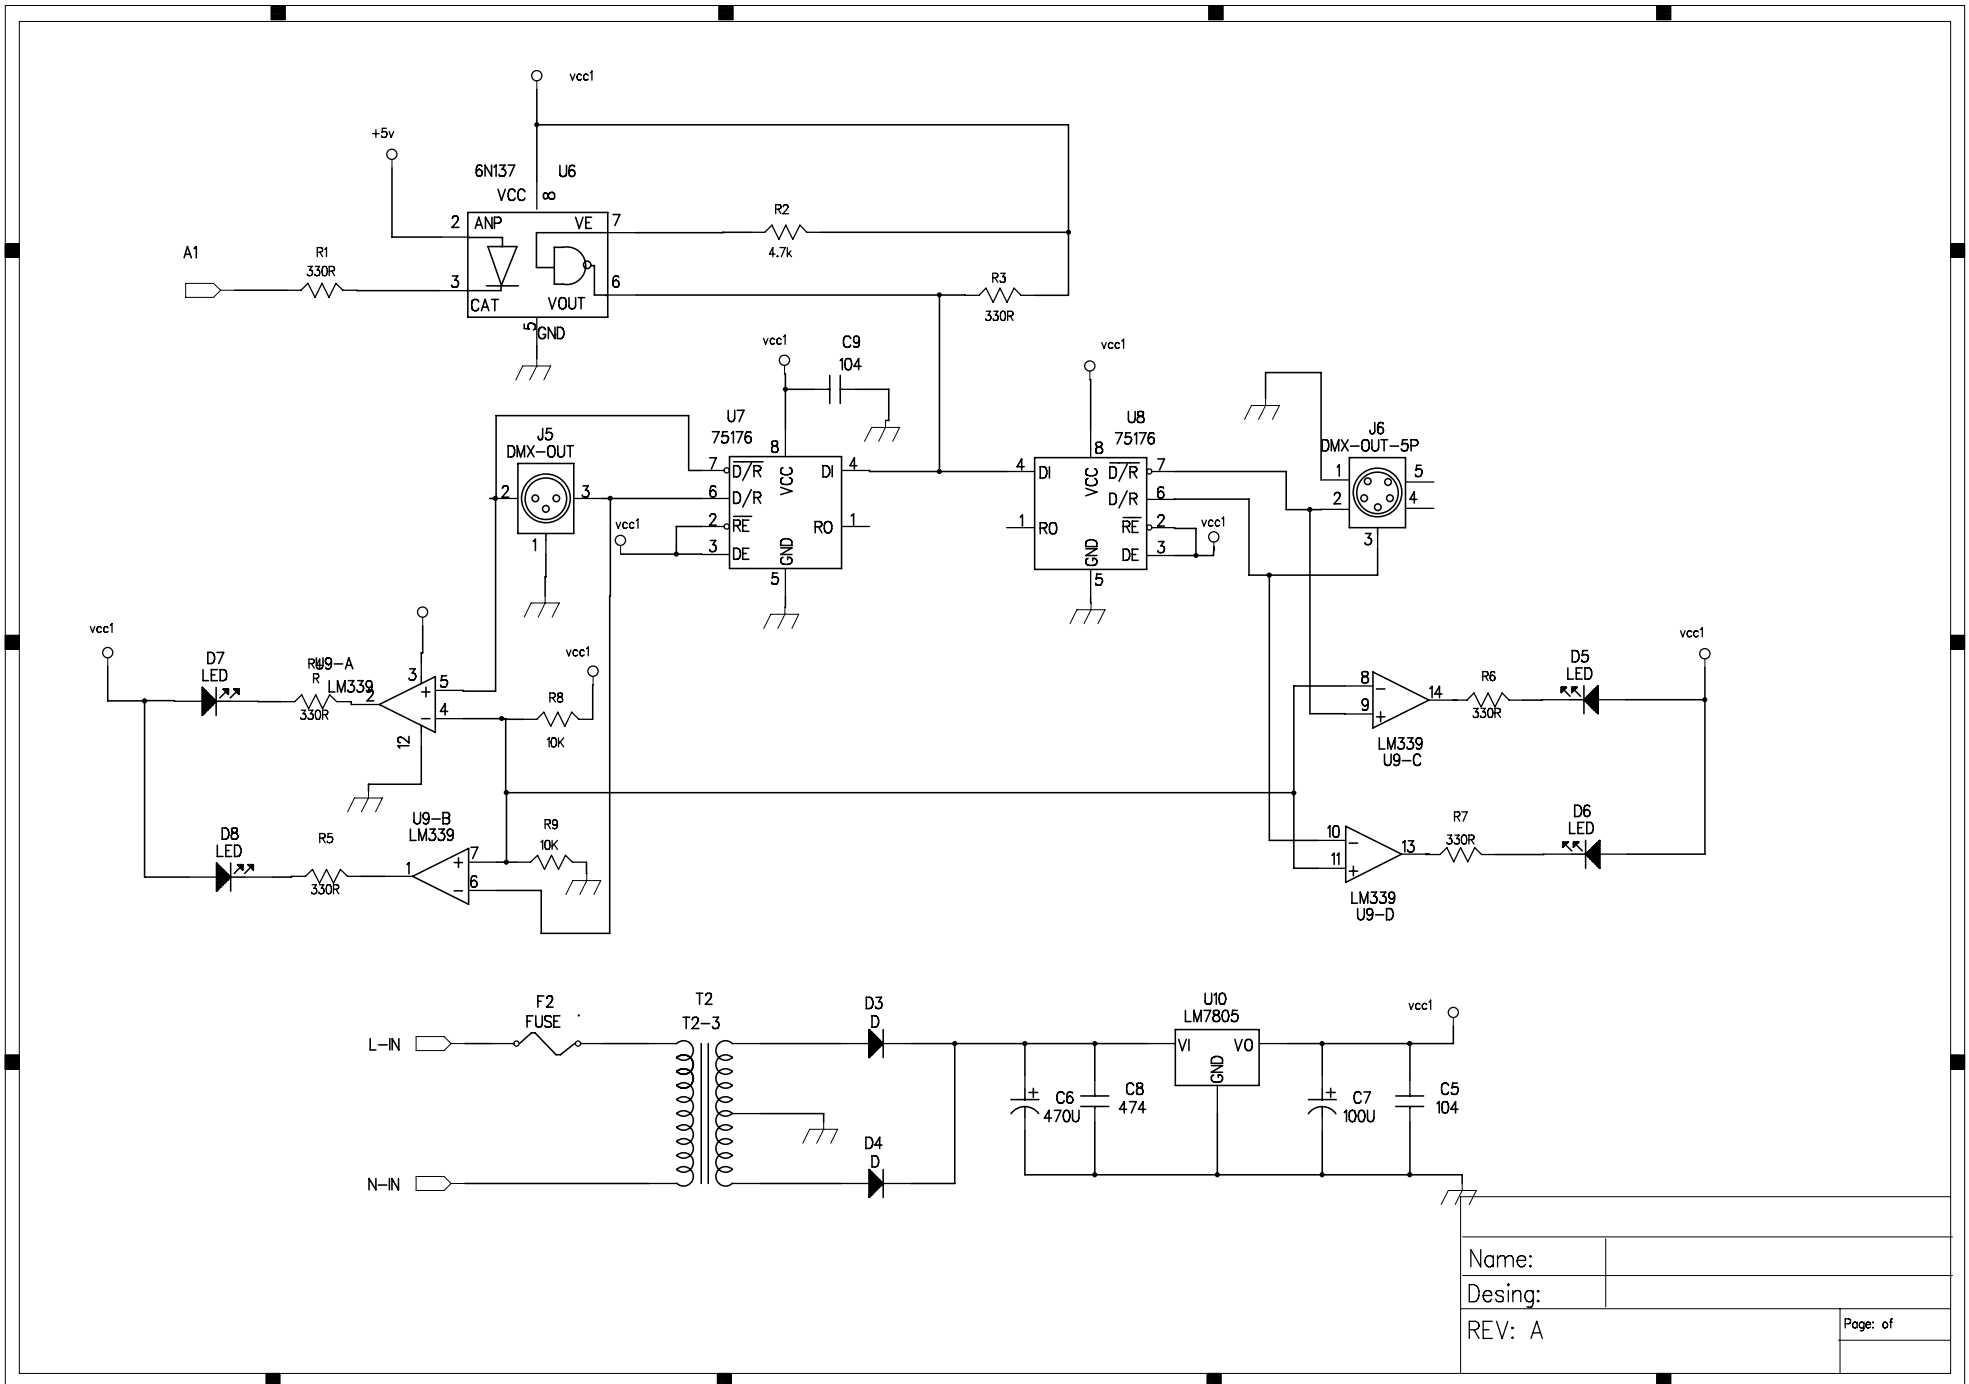 vcc1
+5v
6N137 U6
VCC 8
2 ANP VE 7
R2
4.7k
A1
R1
330R
3 CAT VOUT 6
R3
330R
5 GND
vcc1
C9
104
vcc1
U7
75176
8
7 D/R VCC DI 4
6 D/R
2 RE RO 1
3 DE GND
5
U8
75176
8
4 DI VCC D/R 7
D/R 6
1 RO RE 2
GND DE 3
5
vcc1
J5
DMX-OUT
2 3
1
vcc1
J6
DMX-OUT-5P
1 5
2 4
3
vcc1
D7
LED
R
330R
U9-A
LM339
2 3 5
+
4
-
12
vcc1
R8
10K
U9-B
LM339
D8
LED
R5
330R
1 7
+
6
-
R9
10K
8
-
9
+
14
LM339
U9-C
R6
330R
D5
LED
vcc1
10
-
11
+
13
LM339
U9-D
R7
330R
D6
LED
L-IN
F2
FUSE
T2
T2-3
D3
D
N-IN
D4
D
+
C6
470U
C8
474
U10
LM7805
VI VO
GND
+
C7
100U
C5
104
vcc1
Name:
Desing:
REV: A
Page: of